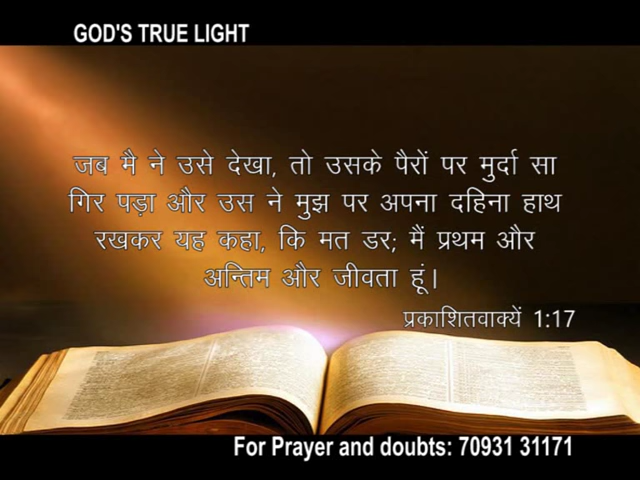 GOD'S TRUE LIGHT
जब मै ने उसे देखा, तो उसके पैरों पर मुर्दा सा
गिर पड़ा और उस ने मुझ पर अपना दहिना हाथ
रखकर यह कहा, कि मत डर; मैं प्रथम और
अन्तिम और जीवता हूं।
प्रकाशितवाक्यें 1:17
For Prayer and doubts: 70931 31171